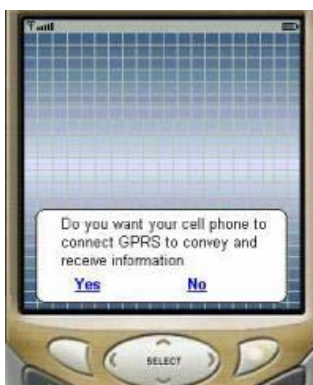 Do you want your cell phone to
connect GPRS to convey and
receive information
Yes No
SELECT